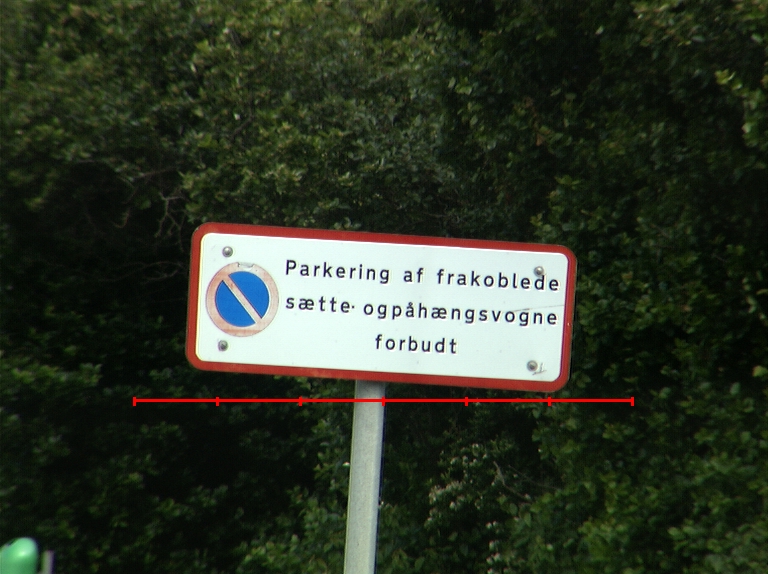 Parkering af frakoblede
sætte- ogpåhængsvogne
forbudt